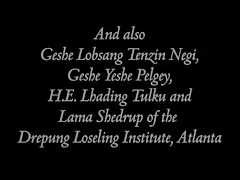 And also
Geshe Lobsang Tenzin Negi,
Geshe Yeshe Pelgey,
H.E. Lhading Tulku and
Lama Shedrup of the
Drepung Loseling Institute, Atlanta